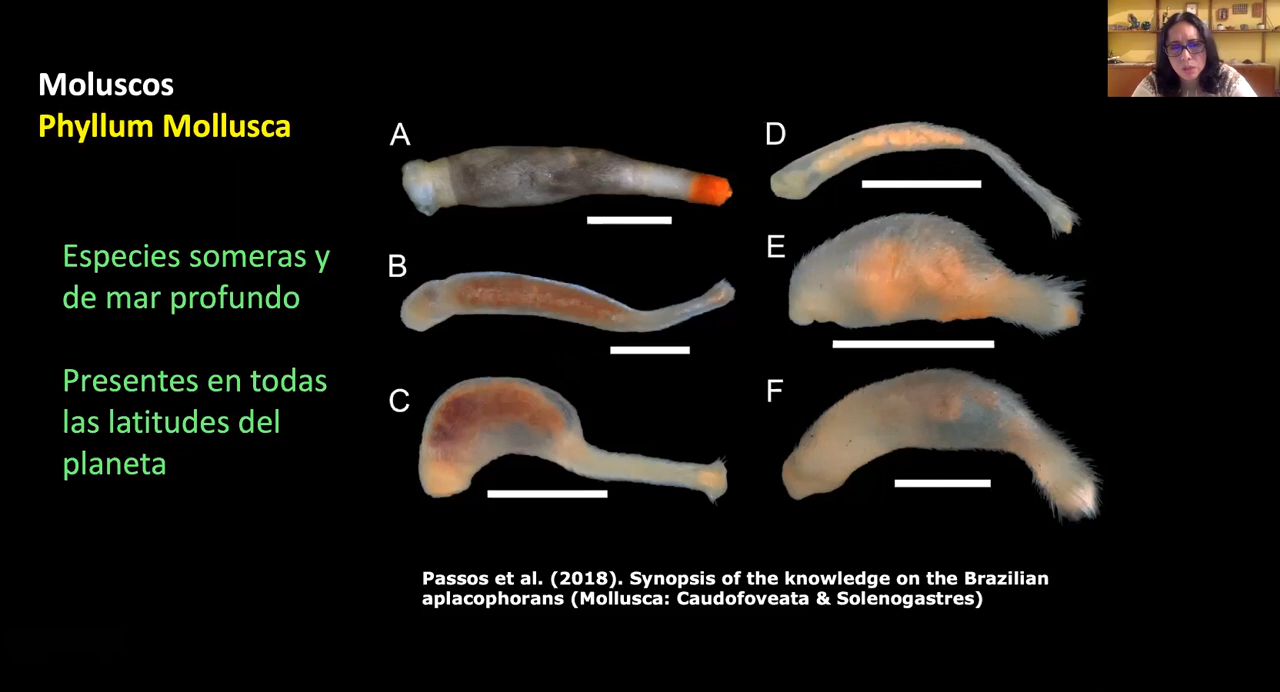 Moluscos
Phyllum Mollusca
Especies someras y
de mar profundo
Presentes en todas
las latitudes del
planeta
A
B
C
D
E
F
Passos et al. (2018). Synopsis of the knowledge on the Brazilian
aplacophorans (Mollusca: Caudofoveata & Solenogastres)